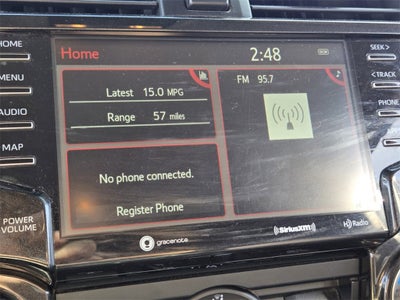 HOME
MENU
AUDIO
MAP
POWER
VOLUME
Home
2:48
Latest 15.0 MPG
Range 57 miles
No phone connected.
Register Phone
FM 95.7
SEEK >
< TRACK
PHONE
gracenote
SiriusXM
HD Radio